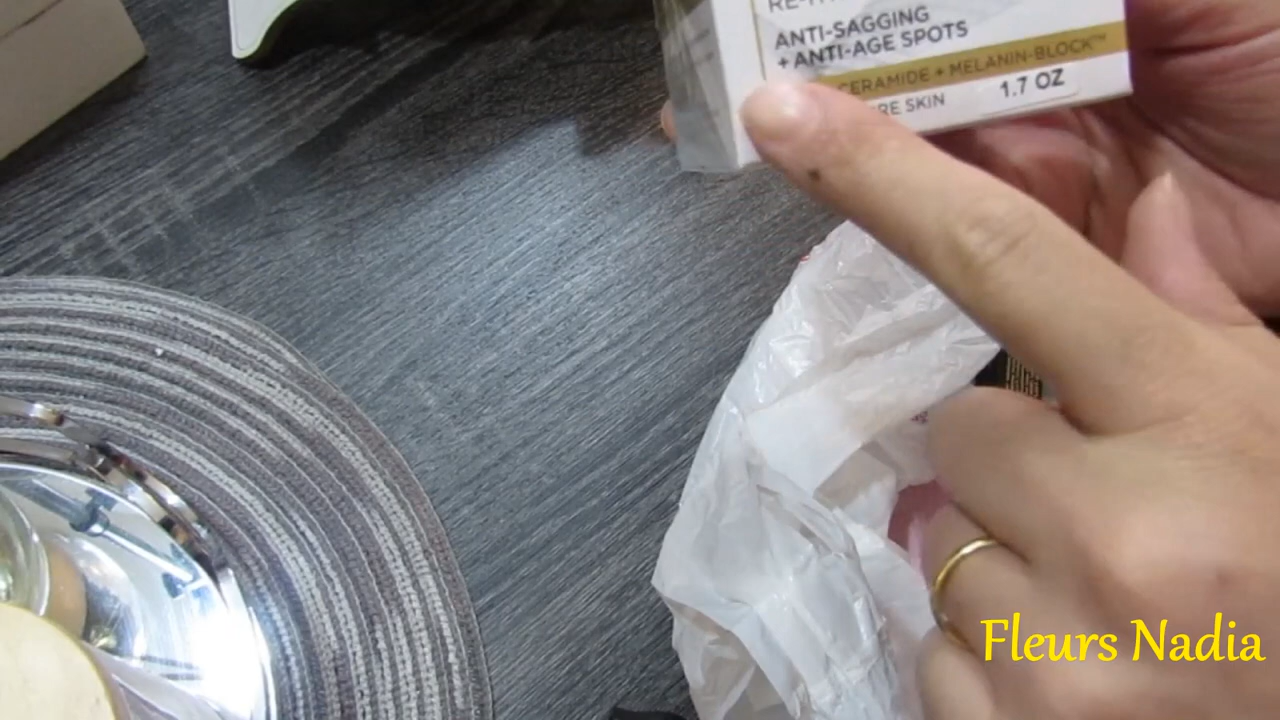 ANTI-SAGGING
+ ANTI-AGE SPOTS
CERAMIDE + MELANIN-BLOCK™
SKIN 1.7 OZ
Fleurs Nadia